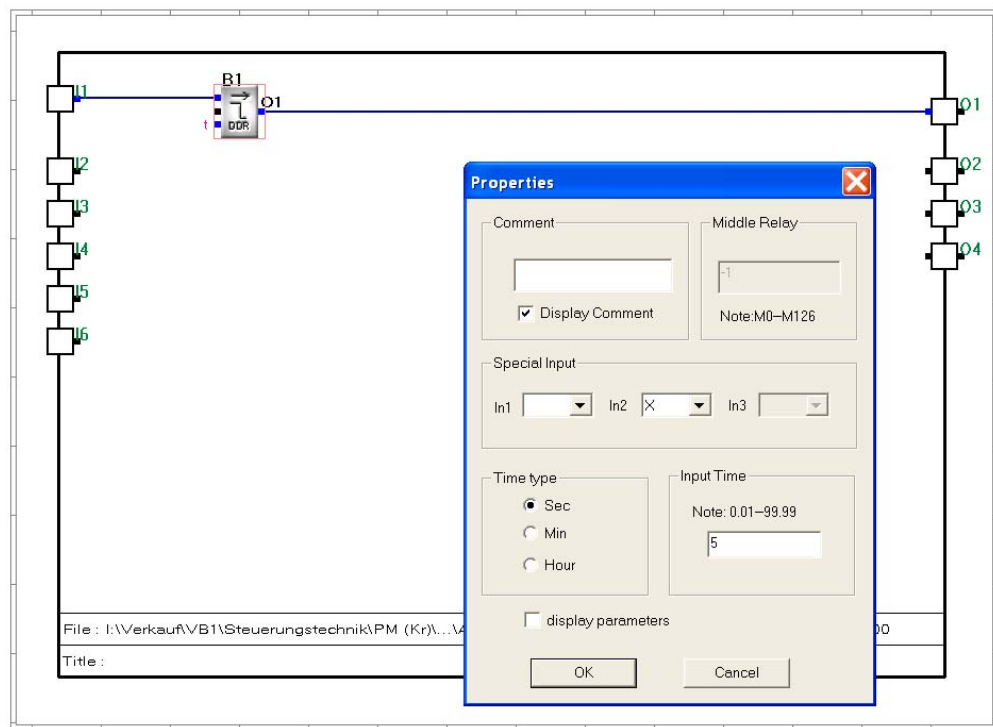 B1
I1
O1
DDR
t
O1
I2
I3
I4
I5
I6
O2
O3
O4
Properties
Comment
Display Comment
Middle Relay
-1
Note:M0-M126
Special Input
In1
In2 X
In3
Time type
Sec
Min
Hour
Input Time
Note: 0.01-99.99
5
display parameters
OK
Cancel
File : I:\Verkauf\VB1\Steuerungstechnik\PM (Kr)\...\A
00
Title :